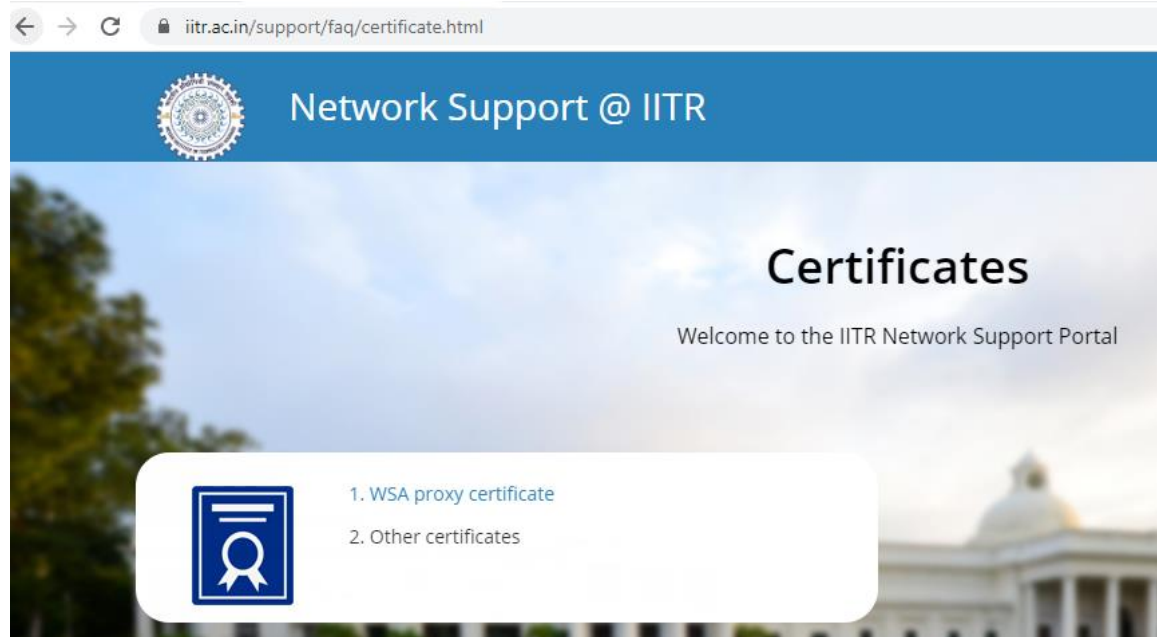 iitr.ac.in/support/faq/certificate.html
Network Support @ IITR
Certificates
Welcome to the IITR Network Support Portal
1. WSA proxy certificate
2. Other certificates